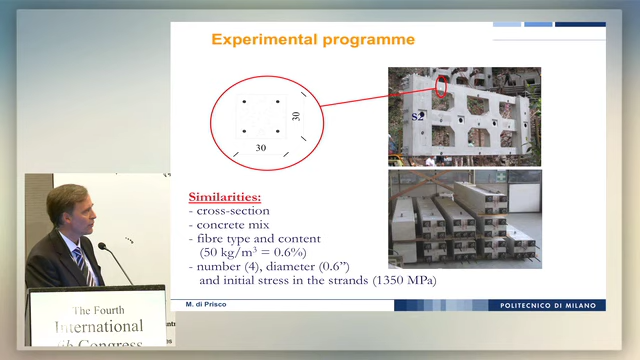 Experimental programme
30
30
S2
Similarities:
- cross-section
- concrete mix
- fibre type and content
(50 kg/m³ = 0.6%)
- number (4), diameter (0.6”)
and initial stress in the strands (1350 MPa)
M. di Prisco
POLITECNICO DI MILANO
The Fourth
International
Congress